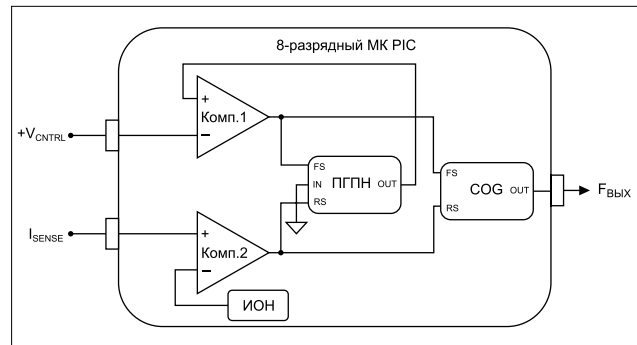 8-разрядный МК PIC
+
Комп.1
−
+V_CNTRL
FS
IN ПГПН OUT
RS
FS
COG OUT
RS
F_ВЫХ
I_SENSE
+
Комп.2
−
ИОН